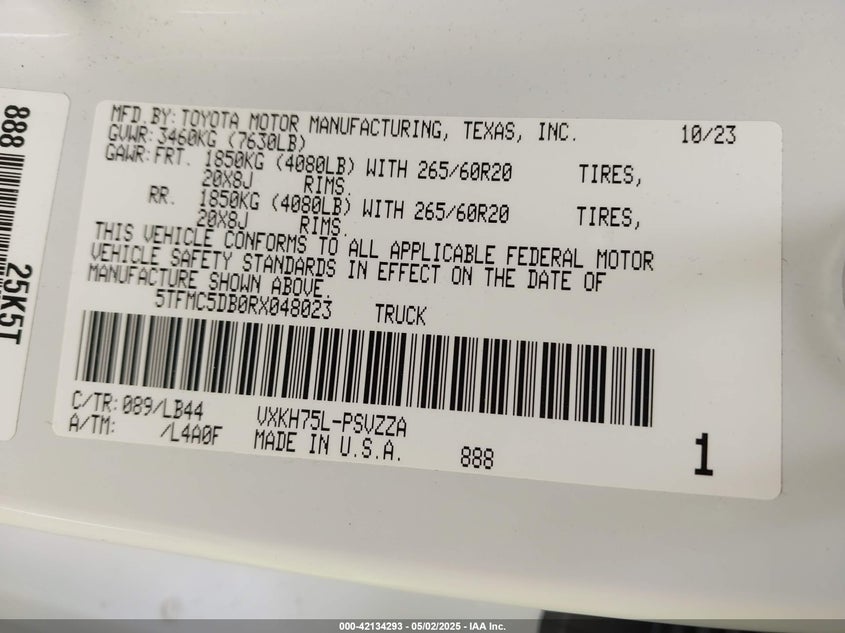 MFD.BY:TOYOTA MOTOR MANUFACTURING, TEXAS, INC. 10/23
GVWR:3460KG (7630LB)
GAWR:FRT. 1850KG (4080LB) WITH 265/60R20 TIRES,
20X8J RIMS.
RR. 1850KG (4080LB) WITH 265/60R20 TIRES,
20X8J RIMS.
THIS VEHICLE CONFORMS TO ALL APPLICABLE FEDERAL MOTOR
VEHICLE SAFETY STANDARDS IN EFFECT ON THE DATE OF
MANUFACTURE SHOWN ABOVE.
5TFMC5DB0RX048023 TRUCK
C/TR:089/LB44 VXKH75L-PSVZZA
A/TM: /L4A0F MADE IN U.S.A. 888 1
888
25K5T
000-42134293 - 05/02/2025 - IAA Inc.